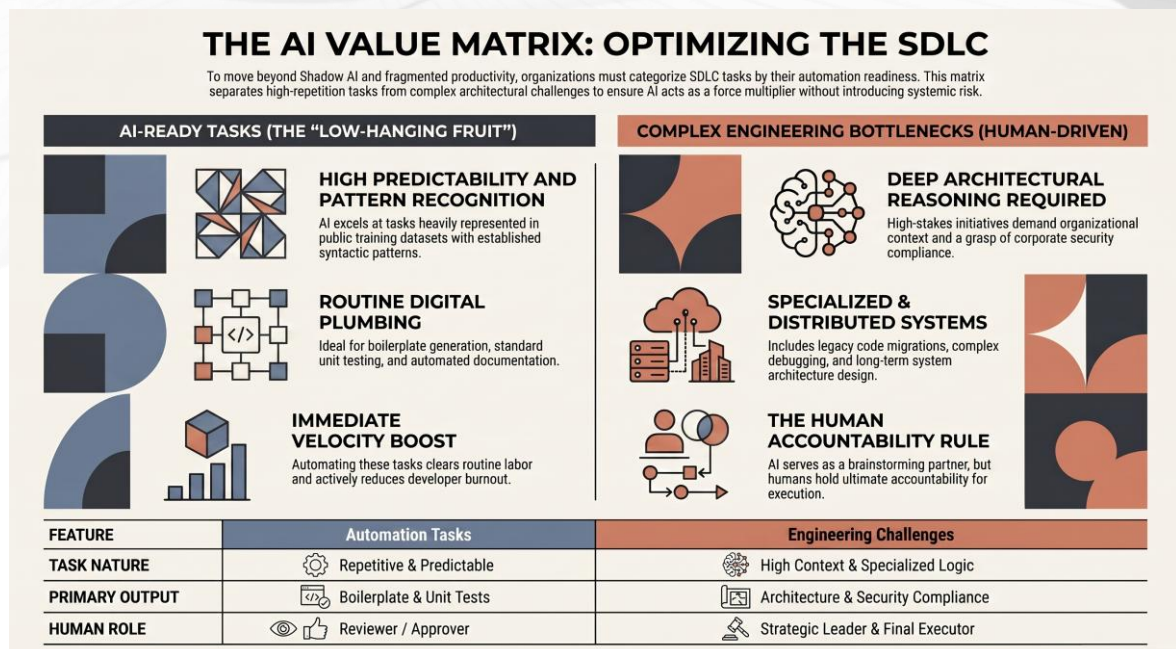 THE AI VALUE MATRIX: OPTIMIZING THE SDLC
To move beyond Shadow AI and fragmented productivity, organizations must categorize SDLC tasks by their automation readiness. This matrix
separates high-repetition tasks from complex architectural challenges to ensure AI acts as a force multiplier without introducing systemic risk.
AI-READY TASKS (THE “LOW-HANGING FRUIT”)
HIGH PREDICTABILITY AND
PATTERN RECOGNITION
AI excels at tasks heavily represented in
public training datasets with established
syntactic patterns.
</>
ROUTINE DIGITAL
PLUMBING
Ideal for boilerplate generation, standard
unit testing, and automated documentation.
IMMEDIATE
VELOCITY BOOST
Automating these tasks clears routine labor
and actively reduces developer burnout.
COMPLEX ENGINEERING BOTTLENECKS (HUMAN-DRIVEN)
DEEP ARCHITECTURAL
REASONING REQUIRED
High-stakes initiatives demand organizational
context and a grasp of corporate security
compliance.
SPECIALIZED &
DISTRIBUTED SYSTEMS
Includes legacy code migrations, complex
debugging, and long-term system
architecture design.
THE HUMAN
ACCOUNTABILITY RULE
AI serves as a brainstorming partner, but
humans hold ultimate accountability for
execution.
FEATURE Automation Tasks Engineering Challenges
TASK NATURE Repetitive & Predictable High Context & Specialized Logic
PRIMARY OUTPUT </> Boilerplate & Unit Tests Architecture & Security Compliance
HUMAN ROLE Reviewer / Approver Strategic Leader & Final Executor